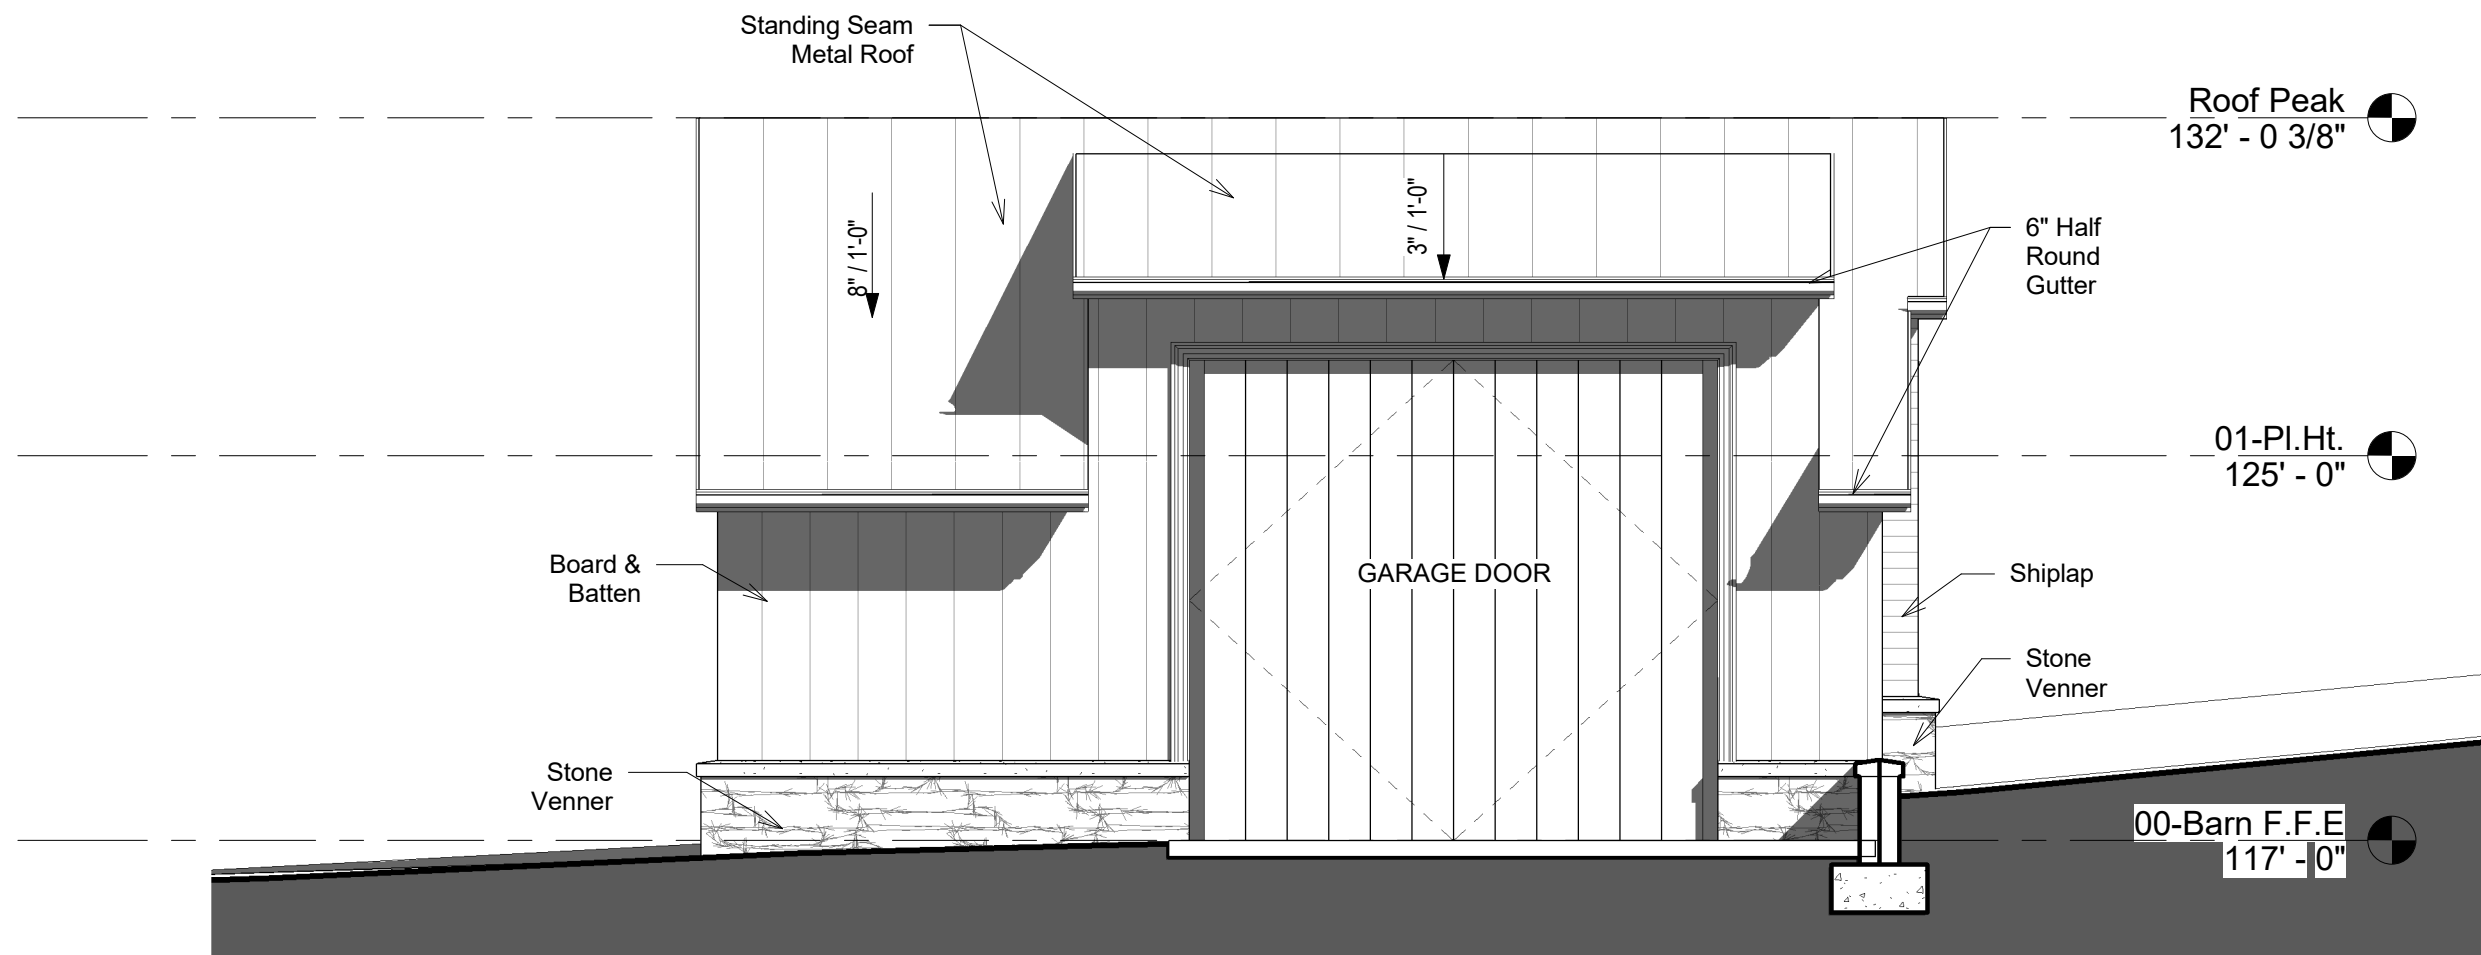 Standing Seam
Metal Roof
Roof Peak
132' - 0 3/8"
8" / 1'-0"
3" / 1'-0"
6" Half
Round
Gutter
01-Pl.Ht.
125' - 0"
Board &
Batten
GARAGE DOOR
Shiplap
Stone
Venner
Stone
Venner
00-Barn F.F.E
117' - 0"